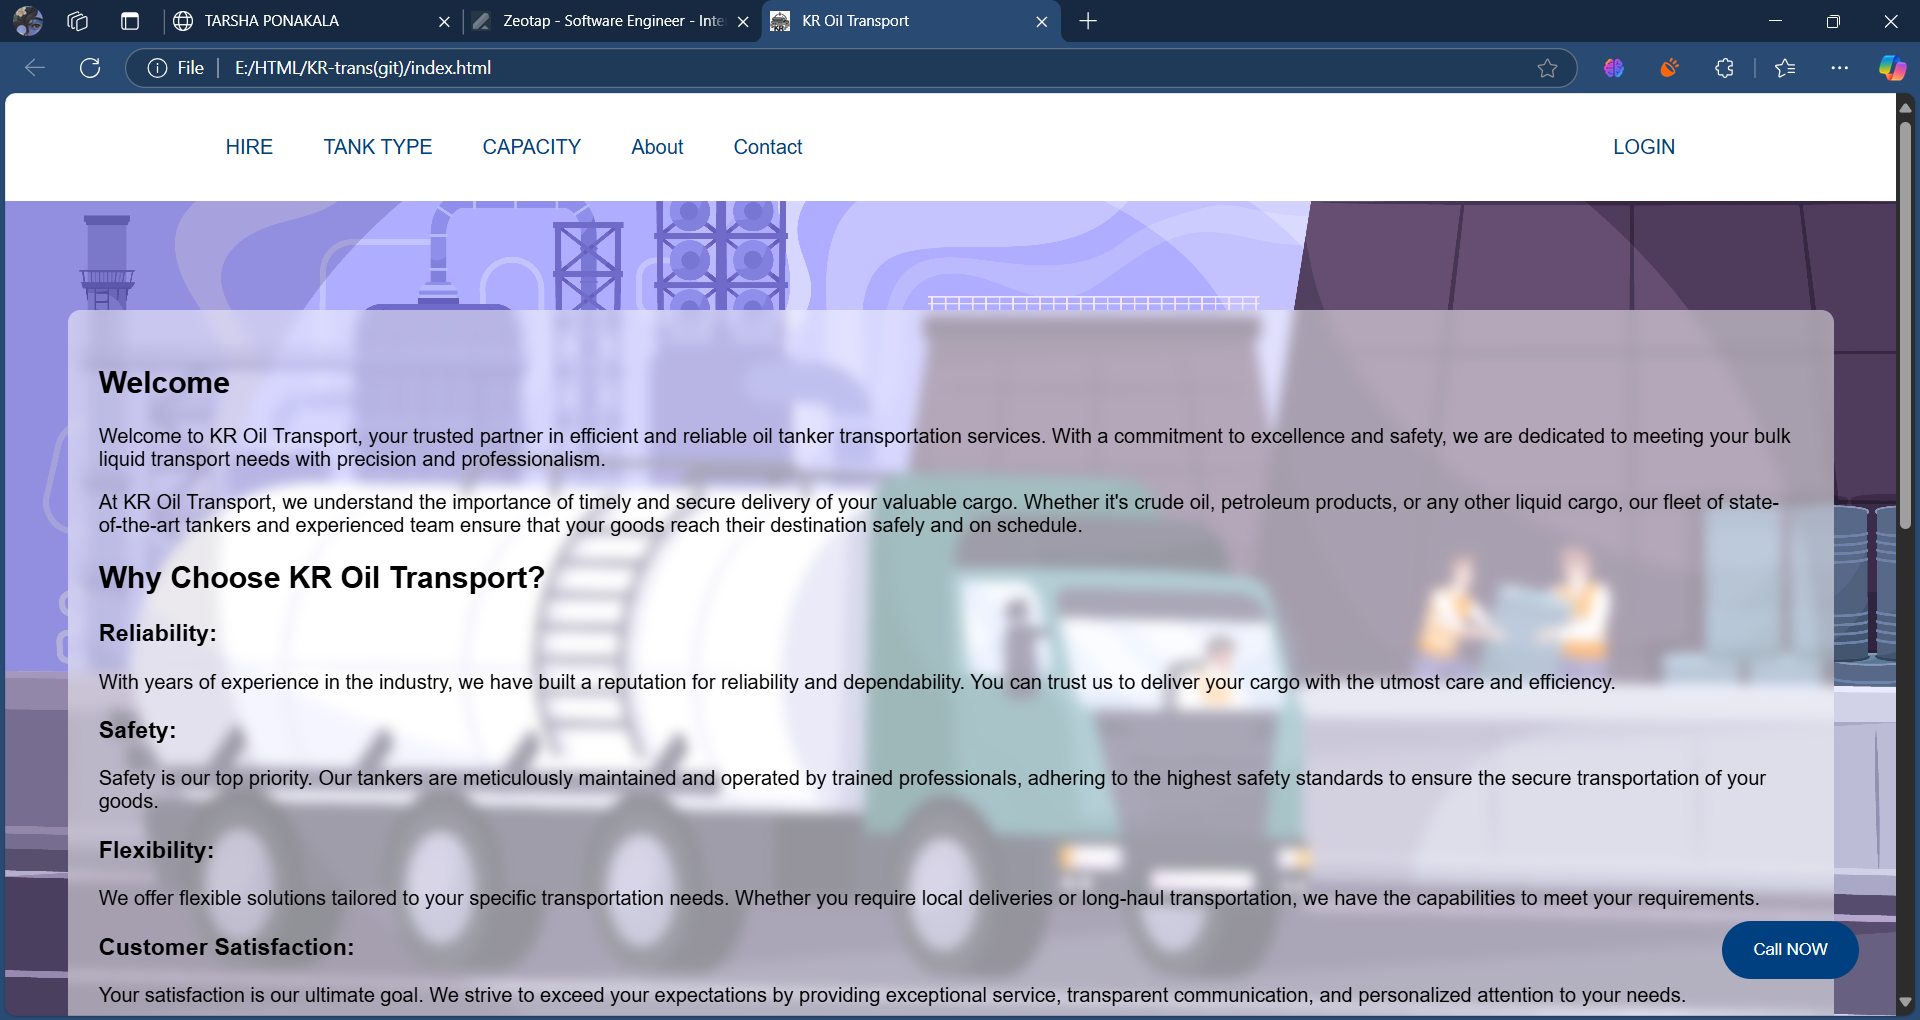 TARSHA PONAKALA
Zeotap - Software Engineer - Inte
KR Oil Transport
File
E:/HTML/KR-trans(git)/index.html
HIRE TANK TYPE CAPACITY About Contact LOGIN
Welcome
Welcome to KR Oil Transport, your trusted partner in efficient and reliable oil tanker transportation services. With a commitment to excellence and safety, we are dedicated to meeting your bulk
liquid transport needs with precision and professionalism.
At KR Oil Transport, we understand the importance of timely and secure delivery of your valuable cargo. Whether it's crude oil, petroleum products, or any other liquid cargo, our fleet of state-
of-the-art tankers and experienced team ensure that your goods reach their destination safely and on schedule.
Why Choose KR Oil Transport?
Reliability:
With years of experience in the industry, we have built a reputation for reliability and dependability. You can trust us to deliver your cargo with the utmost care and efficiency.
Safety:
Safety is our top priority. Our tankers are meticulously maintained and operated by trained professionals, adhering to the highest safety standards to ensure the secure transportation of your
goods.
Flexibility:
We offer flexible solutions tailored to your specific transportation needs. Whether you require local deliveries or long-haul transportation, we have the capabilities to meet your requirements.
Customer Satisfaction:
Call NOW
Your satisfaction is our ultimate goal. We strive to exceed your expectations by providing exceptional service, transparent communication, and personalized attention to your needs.